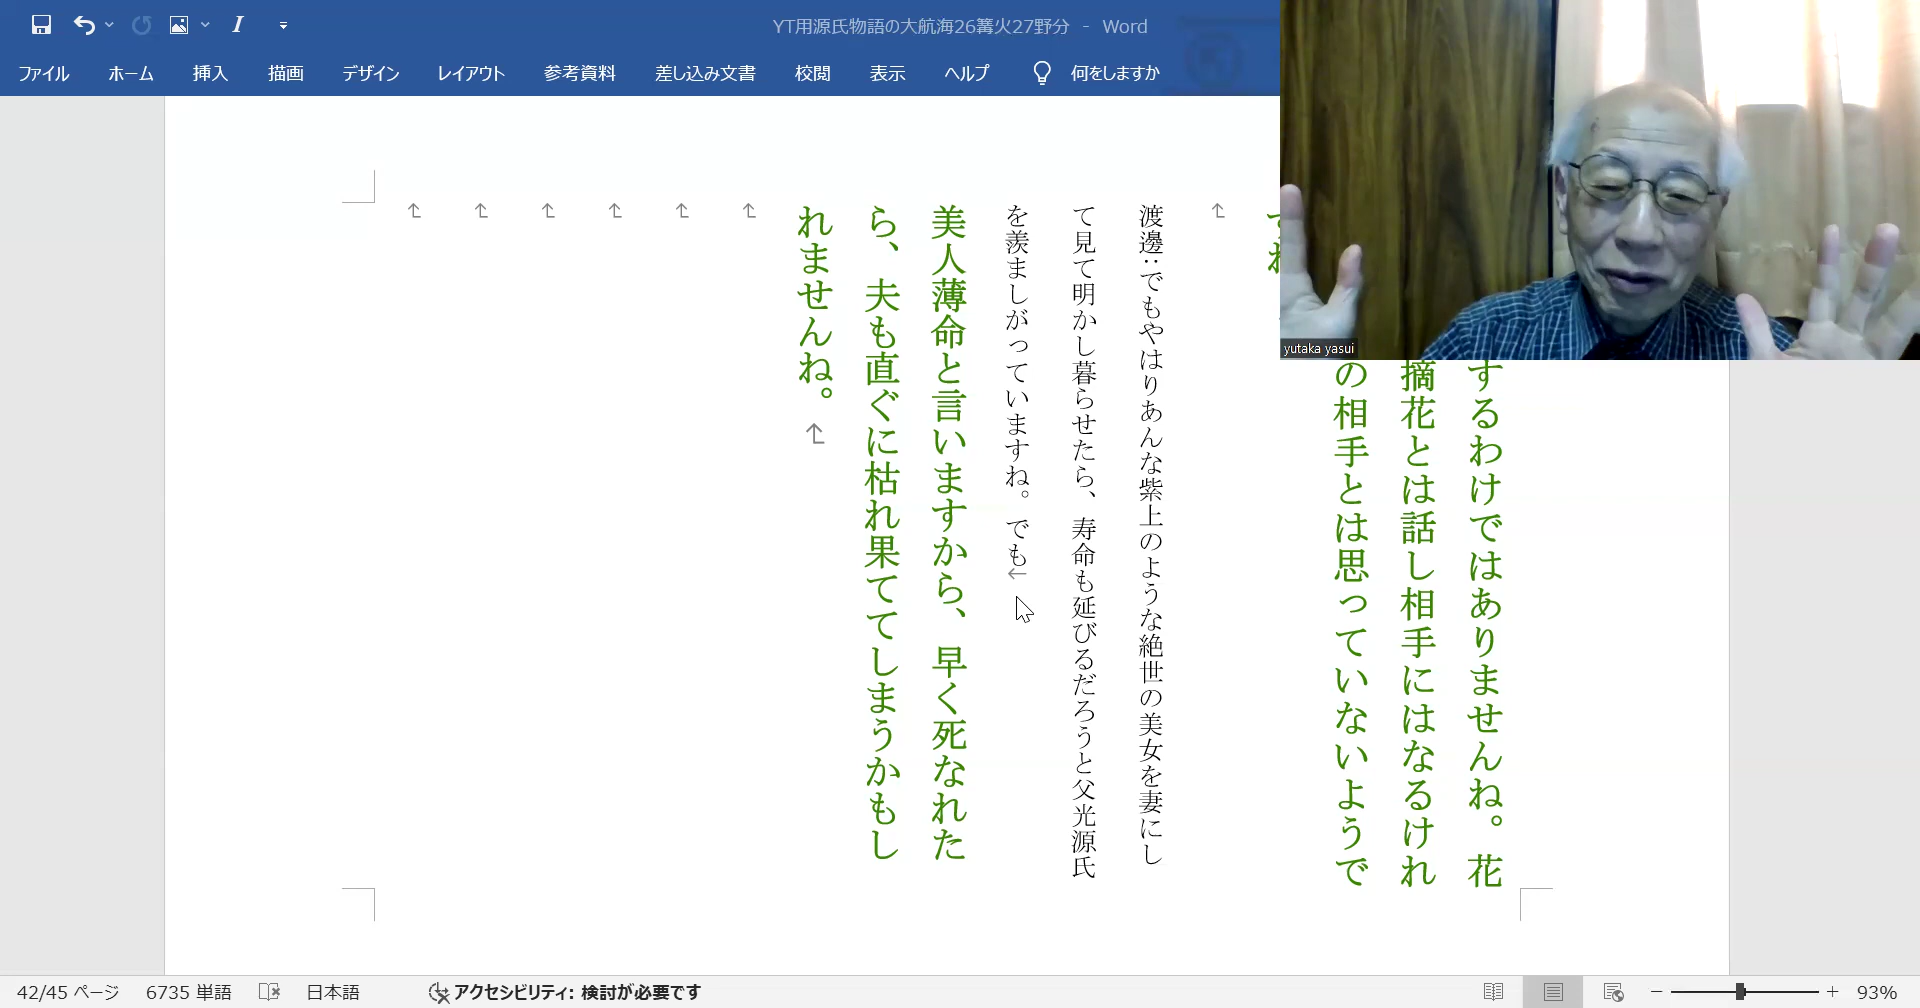 YT用源氏物語の大航海26篝火27野分 - Word
ファイル ホーム 挿入 描画 デザイン レイアウト 参考資料 差し込み文書 校閲 表示 ヘルプ 何をしますか
yutaka yasui
するわけではありませんね。花
摘花とは話し相手にはなるけれ
の相手とは思っていないようで
すね
渡邊:でもやはりあんな紫上のような絶世の美女を妻にし
て見て明かし暮らせたら、寿命も延びるだろうと父光源氏
を羨ましがっていますね。でも
美人薄命と言いますから、早く死なれた
ら、夫も直ぐに枯れ果ててしまうかもし
れませんね。
42/45 ページ 6735 単語 日本語 アクセシビリティ: 検討が必要です 93%